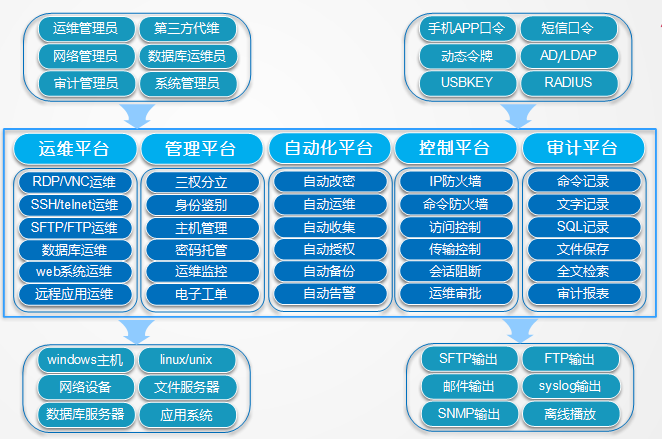 运维管理员 第三方代维
网络管理员 数据库运维员
审计管理员 系统管理员
手机APP口令 短信口令
动态令牌 AD/LDAP
USBKEY RADIUS
运维平台 管理平台 自动化平台 控制平台 审计平台
RDP/VNC运维 三权分立 自动改密 IP防火墙 命令记录
SSH/telnet运维 身份鉴别 自动运维 命令防火墙 文字记录
SFTP/FTP运维 主机管理 自动收集 访问控制 SQL记录
数据库运维 密码托管 自动授权 传输控制 文件保存
web系统运维 运维监控 自动备份 会话阻断 全文检索
远程应用运维 电子工单 自动告警 运维审批 审计报表
windows主机 linux/unix
网络设备 文件服务器
数据库服务器 应用系统
SFTP输出 FTP输出
邮件输出 syslog输出
SNMP输出 离线播放